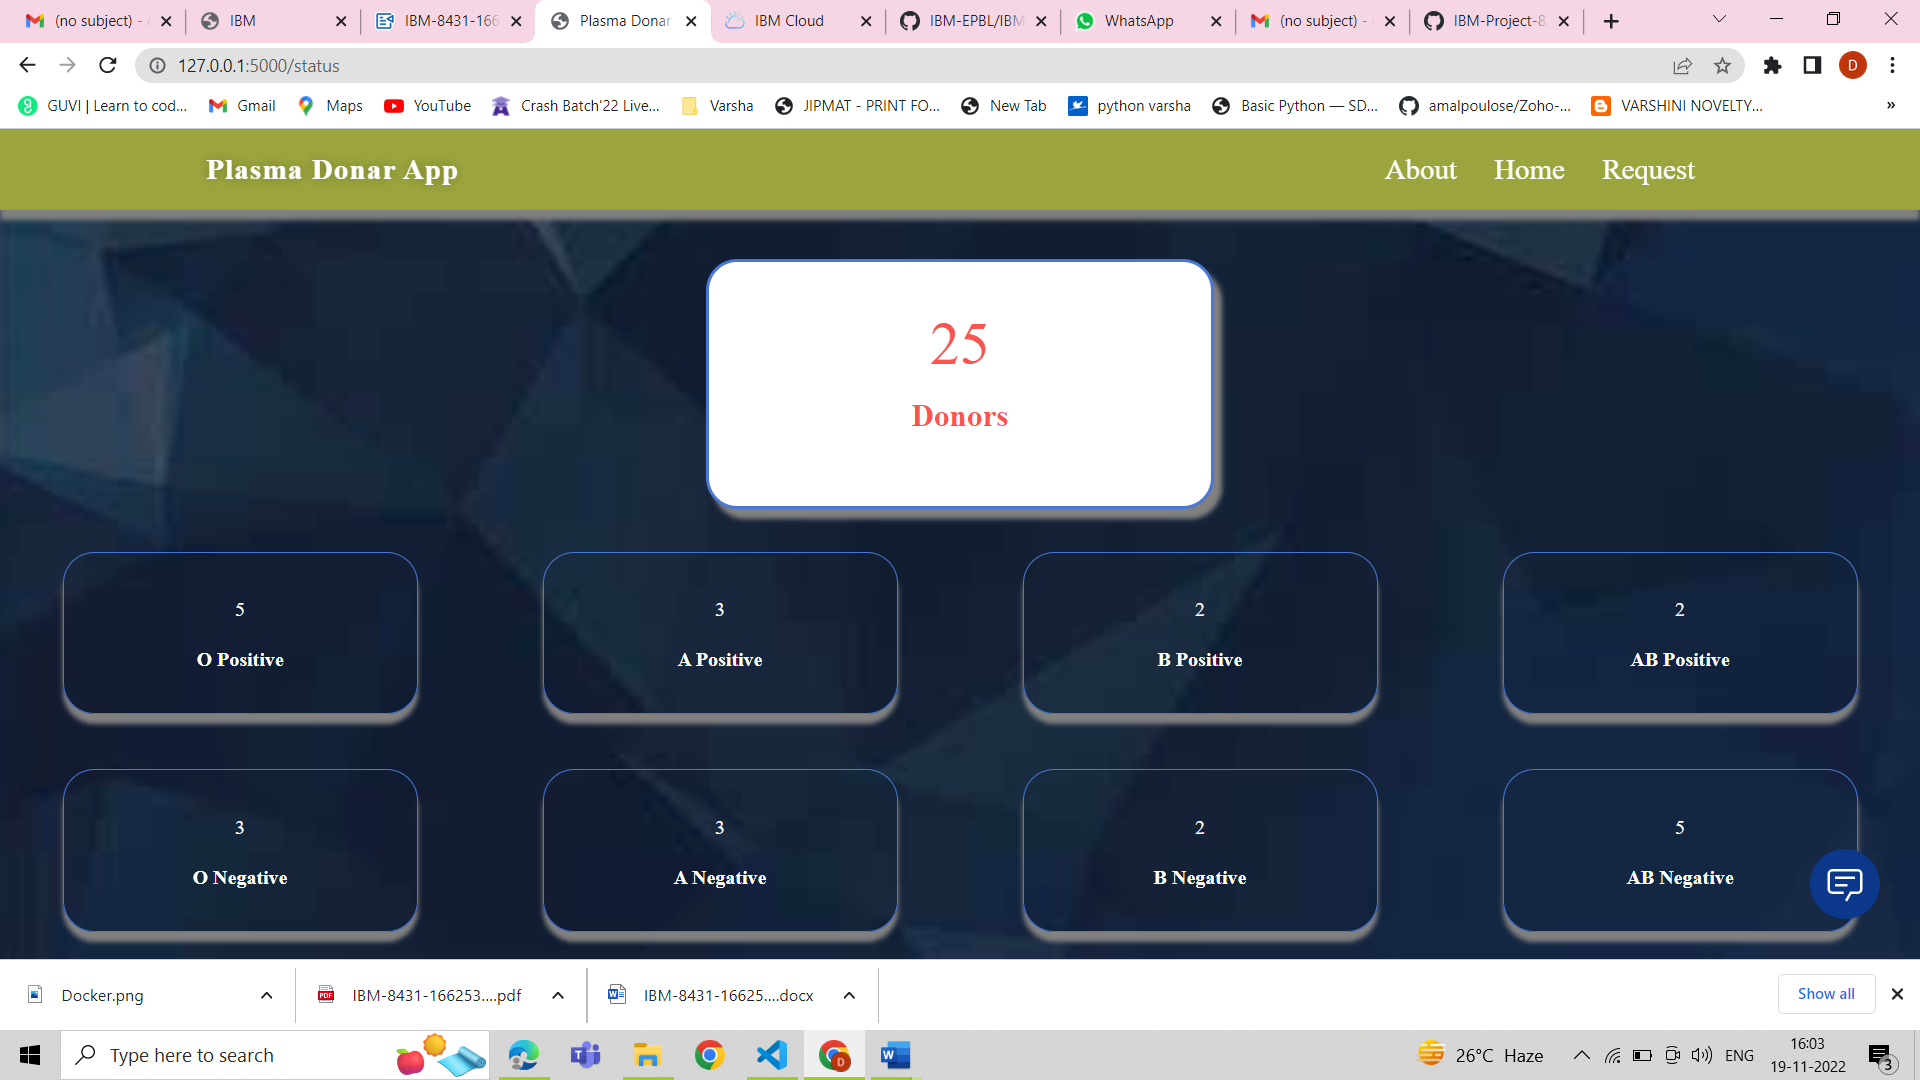 (no subject) -
IBM
IBM-8431-166
Plasma Donar
IBM Cloud
IBM-EPBL/IBM
WhatsApp
(no subject) -
IBM-Project-8
127.0.0.1:5000/status
D
GUVI | Learn to cod...
Gmail
Maps
YouTube
Crash Batch'22 Live...
Varsha
JIPMAT - PRINT FO...
New Tab
python varsha
Basic Python — SD...
amalpoulose/Zoho-...
VARSHINI NOVELTY...
»
Plasma Donar App
About
Home
Request
25
Donors
5
O Positive
3
A Positive
2
B Positive
2
AB Positive
3
O Negative
3
A Negative
2
B Negative
5
AB Negative
Docker.png
IBM-8431-166253....pdf
IBM-8431-16625....docx
Show all
Type here to search
26°C Haze
ENG
16:03
19-11-2022
3